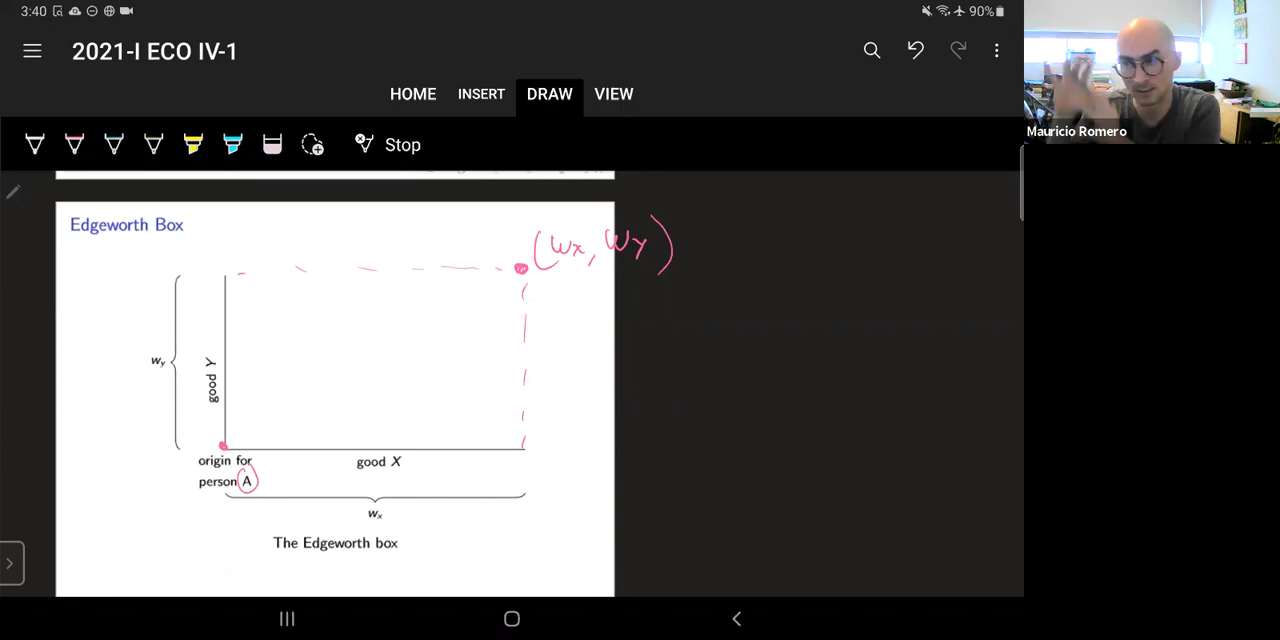 3:40
90%
2021-I ECO IV-1
HOME INSERT DRAW VIEW
Stop
Mauricio Romero
Edgeworth Box
(Wx, Wy)
wy
good Y
origin for
person A
good X
wx
The Edgeworth box